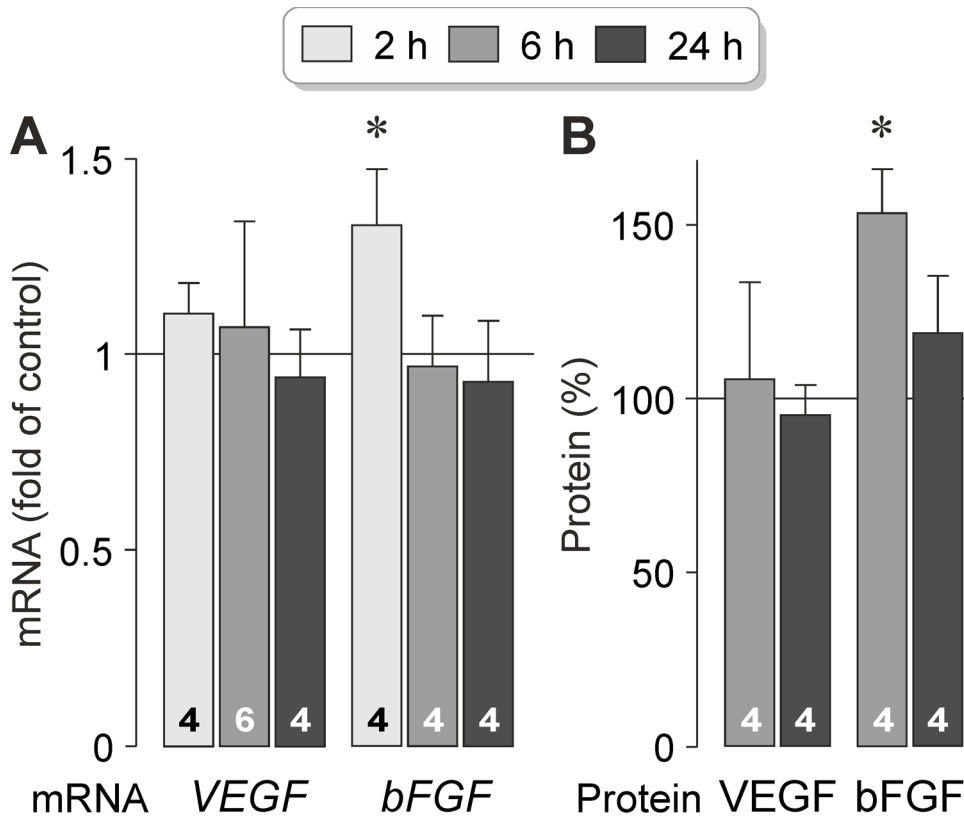 2 h 6 h 24 h
A
*
1.5
1
0.5
0
mRNA (fold of control)
4 6 4 4 4 4
mRNA VEGF bFGF
B
*
150
100
50
0
Protein (%)
4 4 4 4
Protein VEGF bFGF